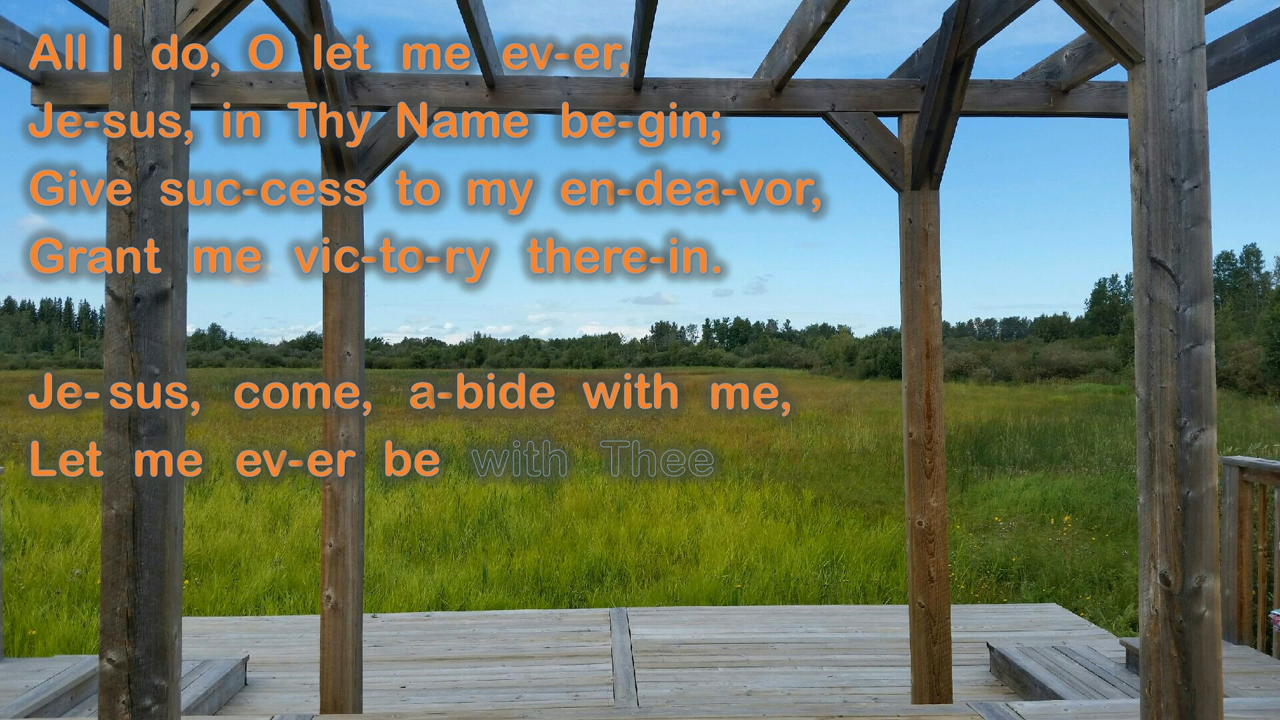 All I do, O let me ev-er,
Je-sus, in Thy Name be-gin;
Give suc-cess to my en-dea-vor,
Grant me vic-to-ry there-in.
Je-sus, come, a-bide with me,
Let me ev-er be with Thee